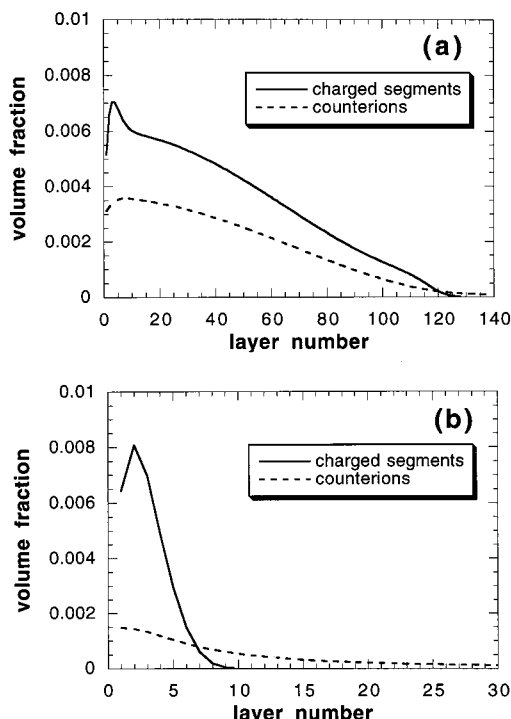 0.01
(a)
charged segments
counterions
0.008
0.006
0.004
0.002
0
volume fraction
0 20 40 60 80 100 120 140
layer number
0.01
(b)
charged segments
counterions
0.008
0.006
0.004
0.002
0
volume fraction
0 5 10 15 20 25 30
layer number